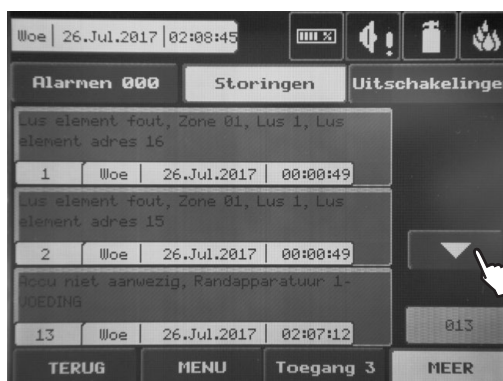 Woe 26.Jul.2017 02:08:45
Alarmen 000 Storingen Uitschakelinge
Lus element fout, Zone 01, Lus 1, Lus
element adres 16
1 Woe 26.Jul.2017 00:00:49
Lus element fout, Zone 01, Lus 1, Lus
element adres 15
2 Woe 26.Jul.2017 00:00:49
Accu niet aanwezig, Randapparatuur 1-
VOEDING
13 Woe 26.Jul.2017 02:07:12
013
TERUG MENU Toegang 3 MEER